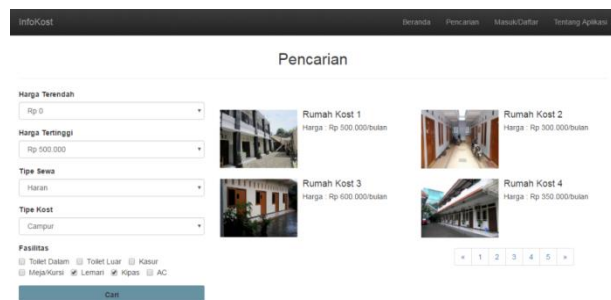 InfoKost Beranda Pencarian Masuk/Daftar Tentang Aplikasi
Pencarian
Harga Terendah
Rp 0
Harga Tertinggi
Rp 500.000
Tipe Sewa
Haran
Tipe Kost
Campur
Fasilitas
Toilet Dalam Toilet Luar Kasur
Meja/Kursi Lemari Kipas AC
Cari
Rumah Kost 1
Harga : Rp 500.000/bulan
Rumah Kost 2
Harga : Rp 300.000/bulan
Rumah Kost 3
Harga : Rp 600.000/bulan
Rumah Kost 4
Harga : Rp 350.000/bulan
« 1 2 3 4 5 »